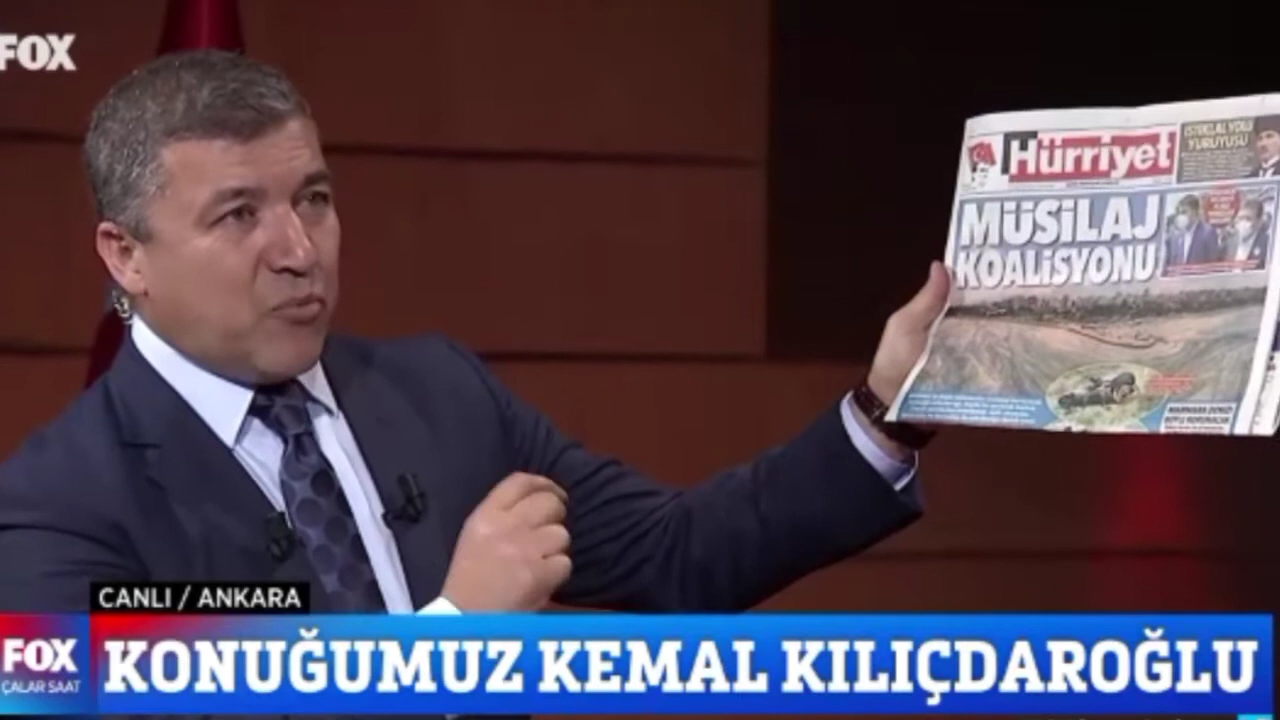 FOX
İSTİKLAL YOLU
YÜRÜYÜŞÜ
Hürriyet
MÜSİLAJ
KOALİSYONU
MARMARA DENİZİ
CANLI / ANKARA
FOX
ÇALAR SAAT
KONUĞUMUZ KEMAL KILIÇDAROĞLU